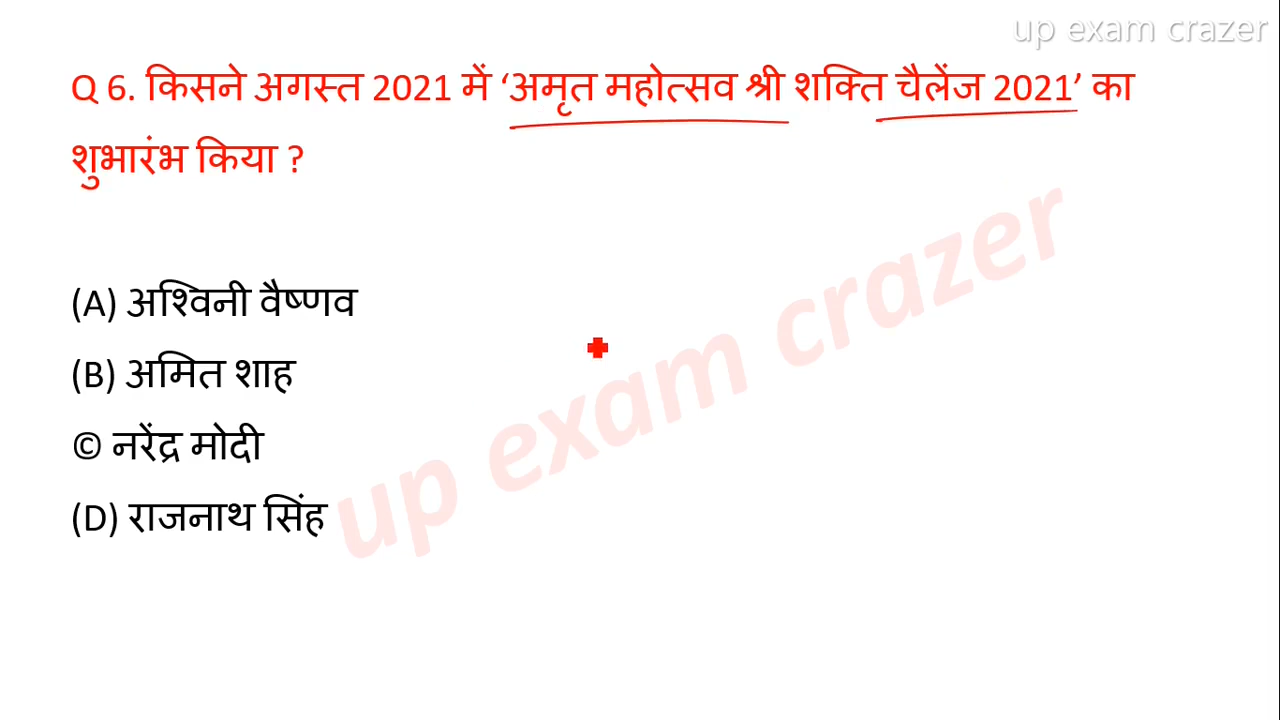 up exam crazer
Q 6. किसने अगस्त 2021 में ‘अमृत महोत्सव श्री शक्ति चैलेंज 2021’ का
शुभारंभ किया ?
(A) अश्विनी वैष्णव
(B) अमित शाह
© नरेंद्र मोदी
(D) राजनाथ सिंह
up exam crazer